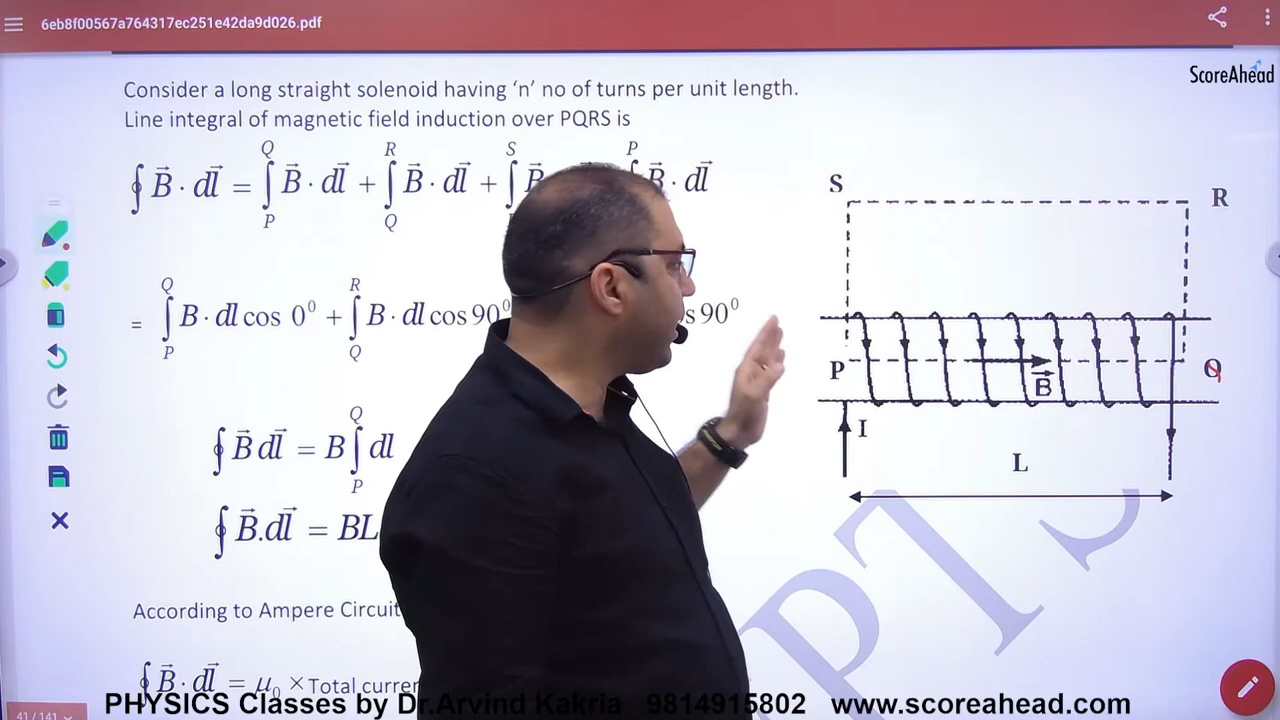 6eb8f00567a764317ec251e42da9d026.pdf
ScoreAhead
Consider a long straight solenoid having ‘n’ no of turns per unit length.
Line integral of magnetic field induction over PQRS is
∮ B⃗ · dl⃗ = ∫_P^Q B⃗ · dl⃗ + ∫_Q^R B⃗ · dl⃗ + ∫^S B⃗ ∫^P B⃗ · dl⃗
= ∫_P^Q B · dl cos 0⁰ + ∫_Q^R B · dl cos 90⁰ s 90⁰
∮ B⃗ dl⃗ = B ∫_P^Q dl
∮ B⃗.dl⃗ = BL
According to Ampere Circuit
∮ B⃗ · dl⃗ = μ₀ × Total curre
S
R
P
Q
B⃗
I
L
PTS
41 / 141
PHYSICS Classes by Dr.Arvind Kakria 9814915802 www.scoreahead.com